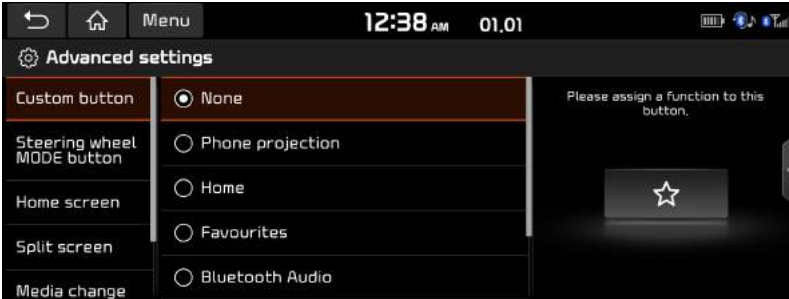 Menu
12:38 AM
01.01
Advanced settings
Custom button
Steering wheel
MODE button
Home screen
Split screen
Media change
None
Phone projection
Home
Favourites
Bluetooth Audio
Please assign a function to this
button.